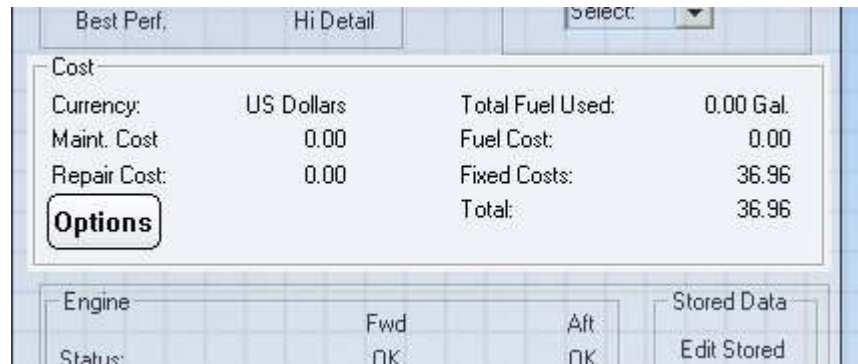 Best Perf. Hi Detail Select:
Cost
Currency: US Dollars Total Fuel Used: 0.00 Gal.
Maint. Cost 0.00 Fuel Cost: 0.00
Repair Cost: 0.00 Fixed Costs: 36.96
Options Total: 36.96
Engine Stored Data
Fwd Aft
Edit Stored
Status: OK OK